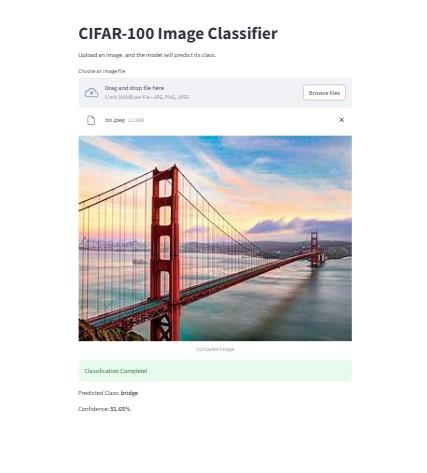 CIFAR-100 Image Classifier
Upload an image, and the model will predict its class.
Choose an image file
Drag and drop file here
Limit 200MB per file • JPG, PNG, JPEG
Browse files
bri.jpeg 12.3KB
Uploaded Image
Classification Complete!
Predicted Class: bridge
Confidence: 51.65%